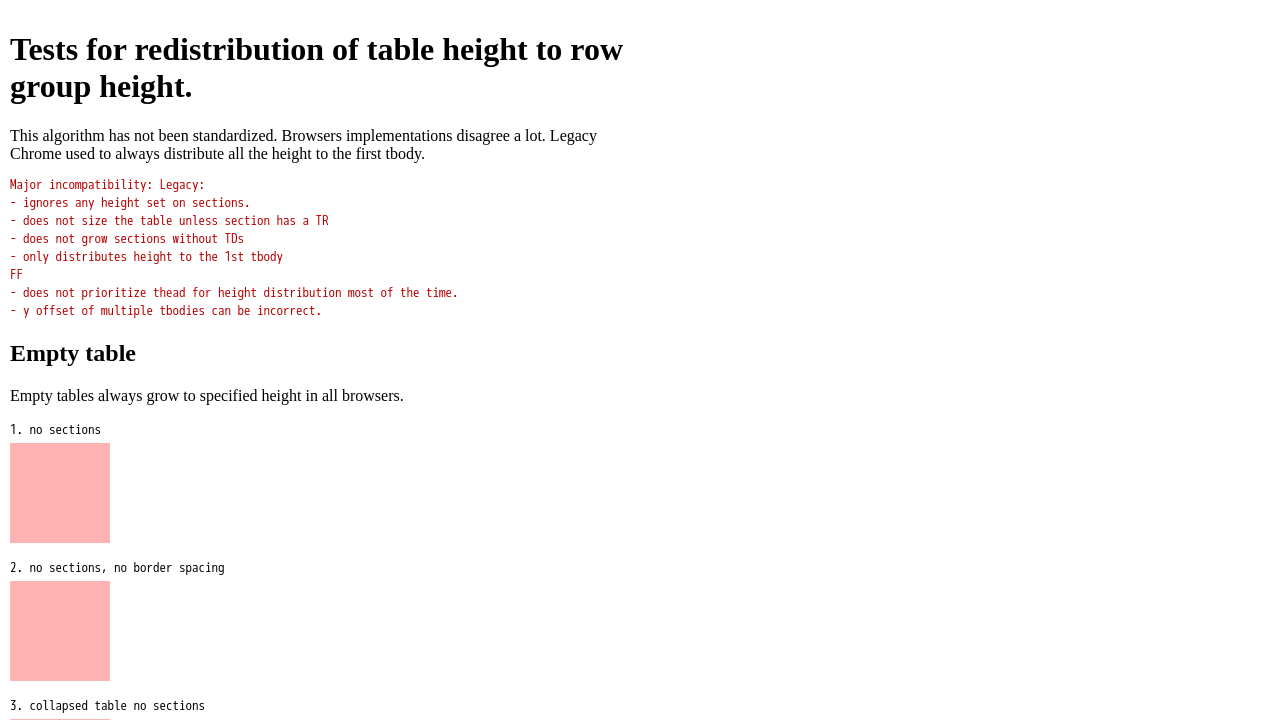 Tests for redistribution of table height to row
group height.
This algorithm has not been standardized. Browsers implementations disagree a lot. Legacy
Chrome used to always distribute all the height to the first tbody.
Major incompatibility: Legacy:
- ignores any height set on sections.
- does not size the table unless section has a TR
- does not grow sections without TDs
- only distributes height to the 1st tbody
FF
- does not prioritize thead for height distribution most of the time.
- y offset of multiple tbodies can be incorrect.
Empty table
Empty tables always grow to specified height in all browsers.
1. no sections
2. no sections, no border spacing
3. collapsed table no sections